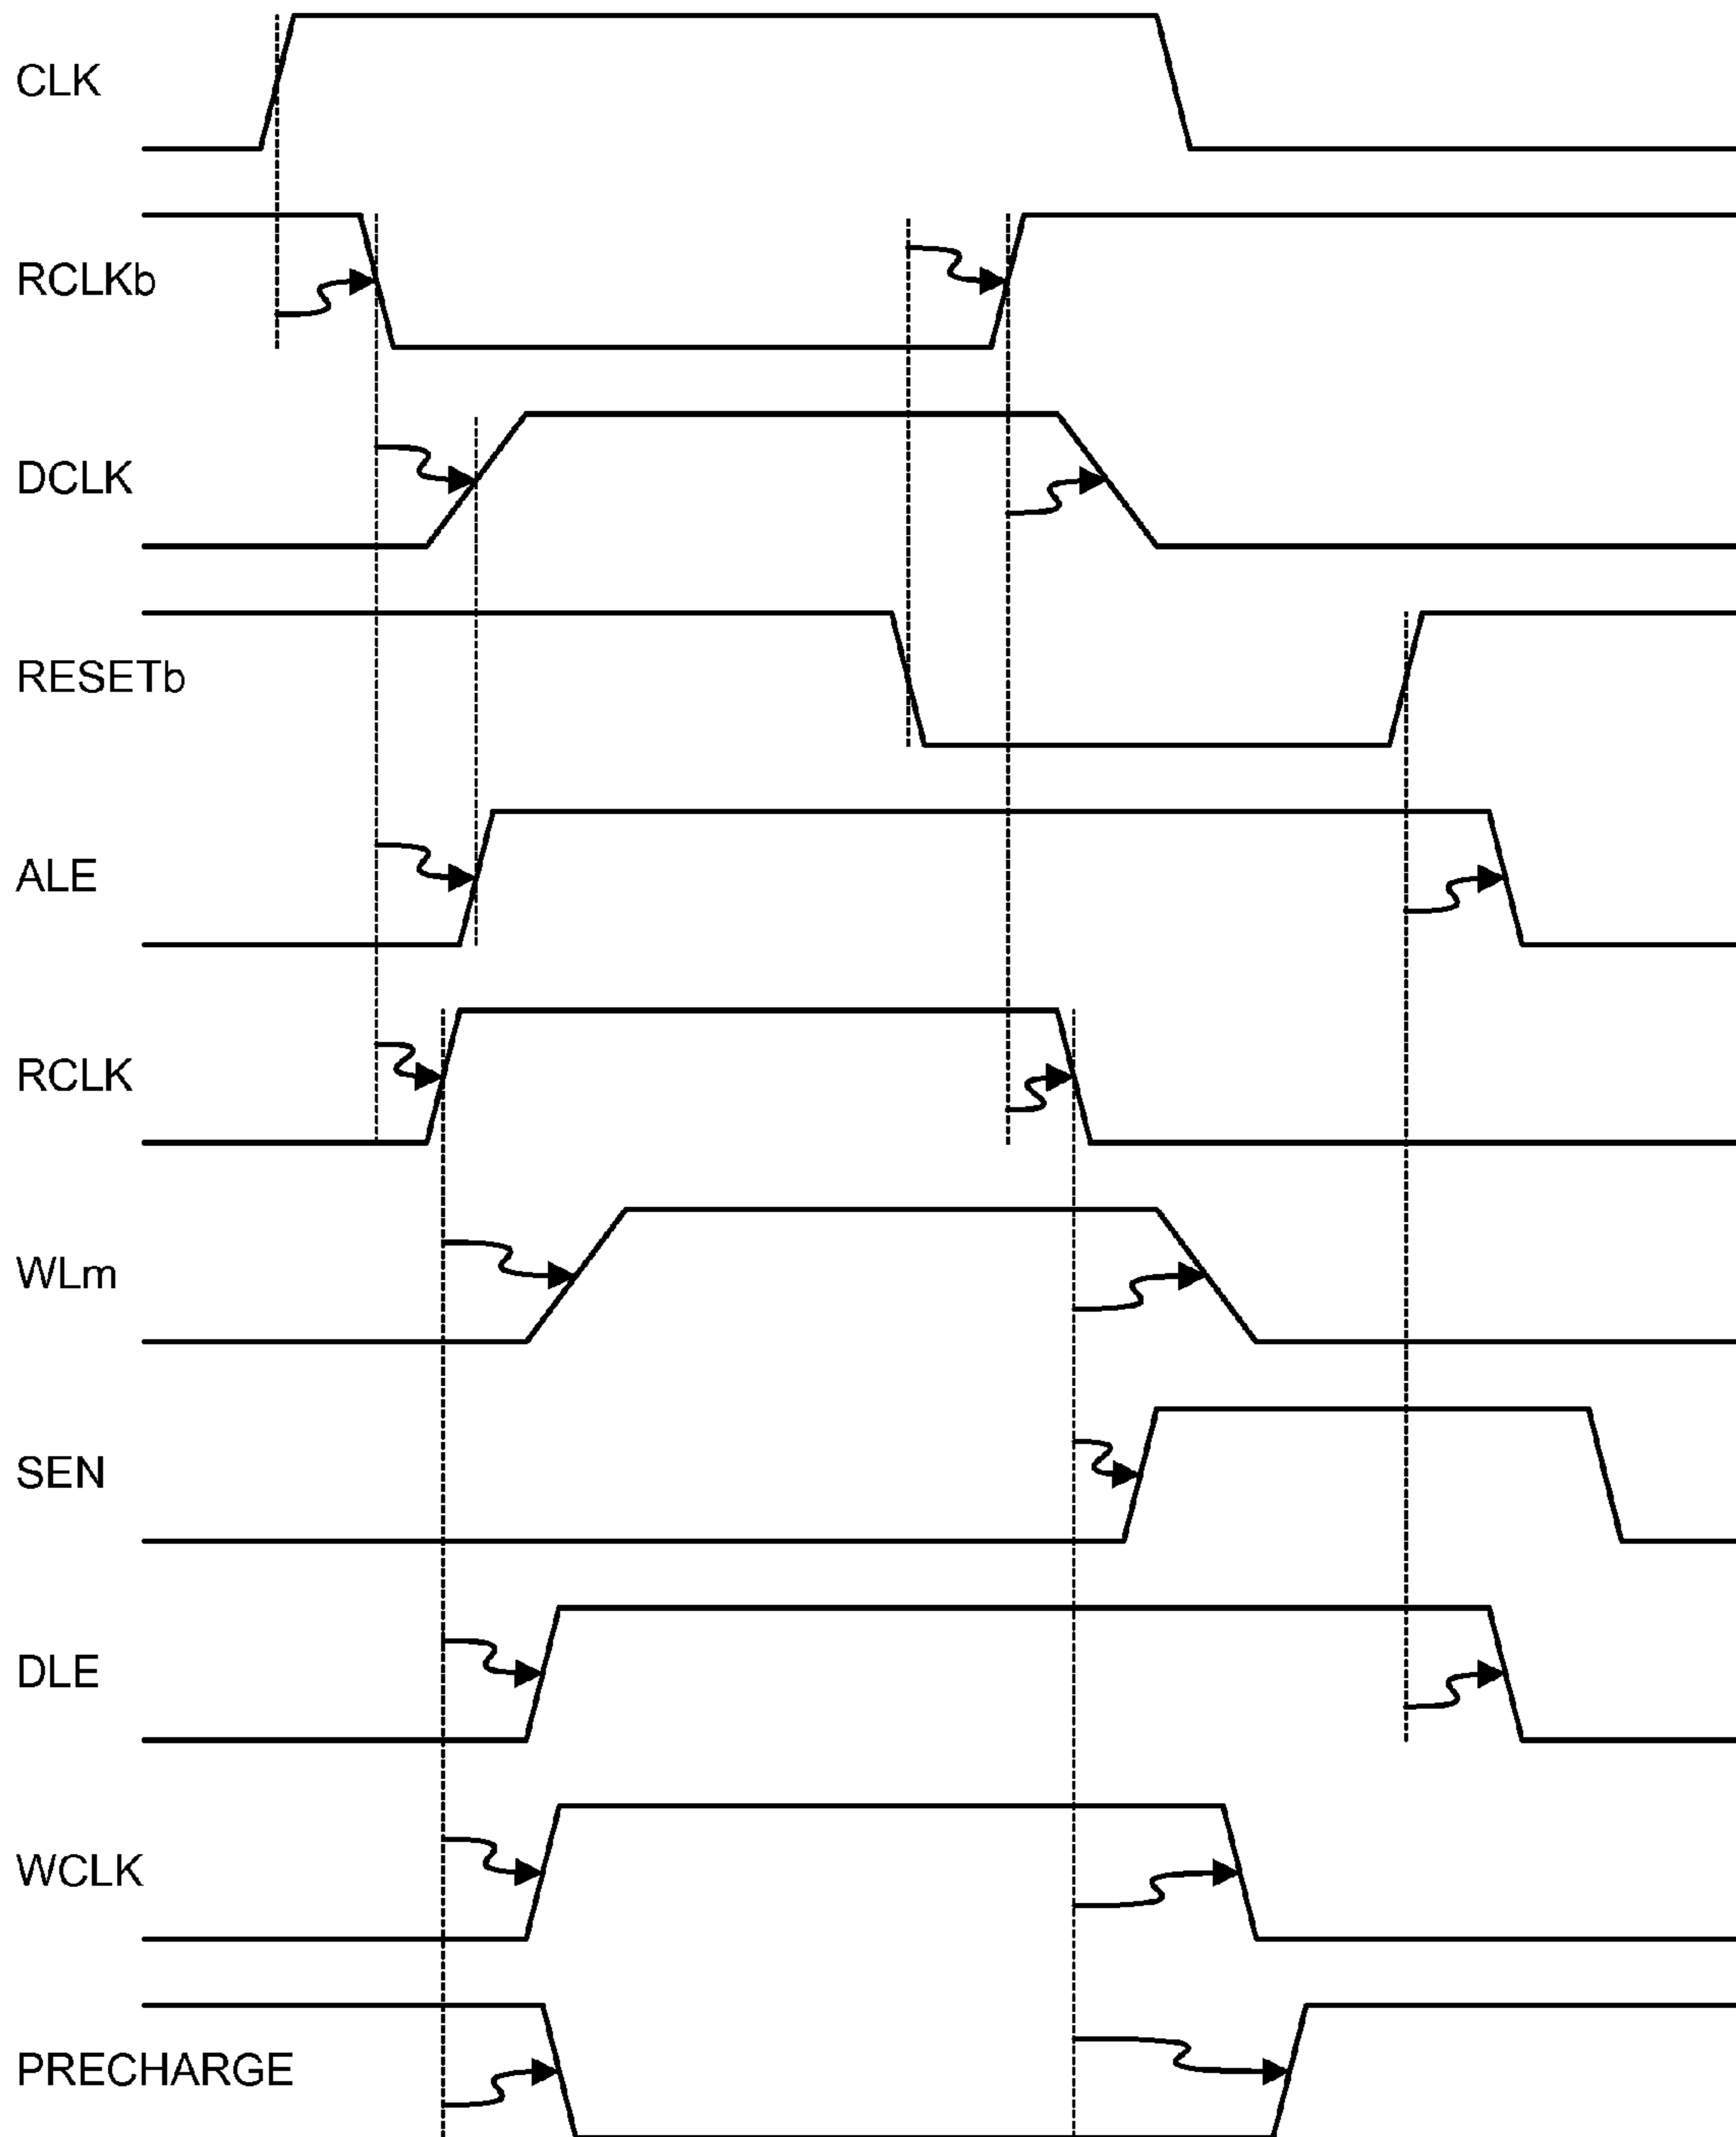 CLK
RCLKb
DCLK
RESETb
ALE
RCLK
WLm
SEN
DLE
WCLK
PRECHARGE